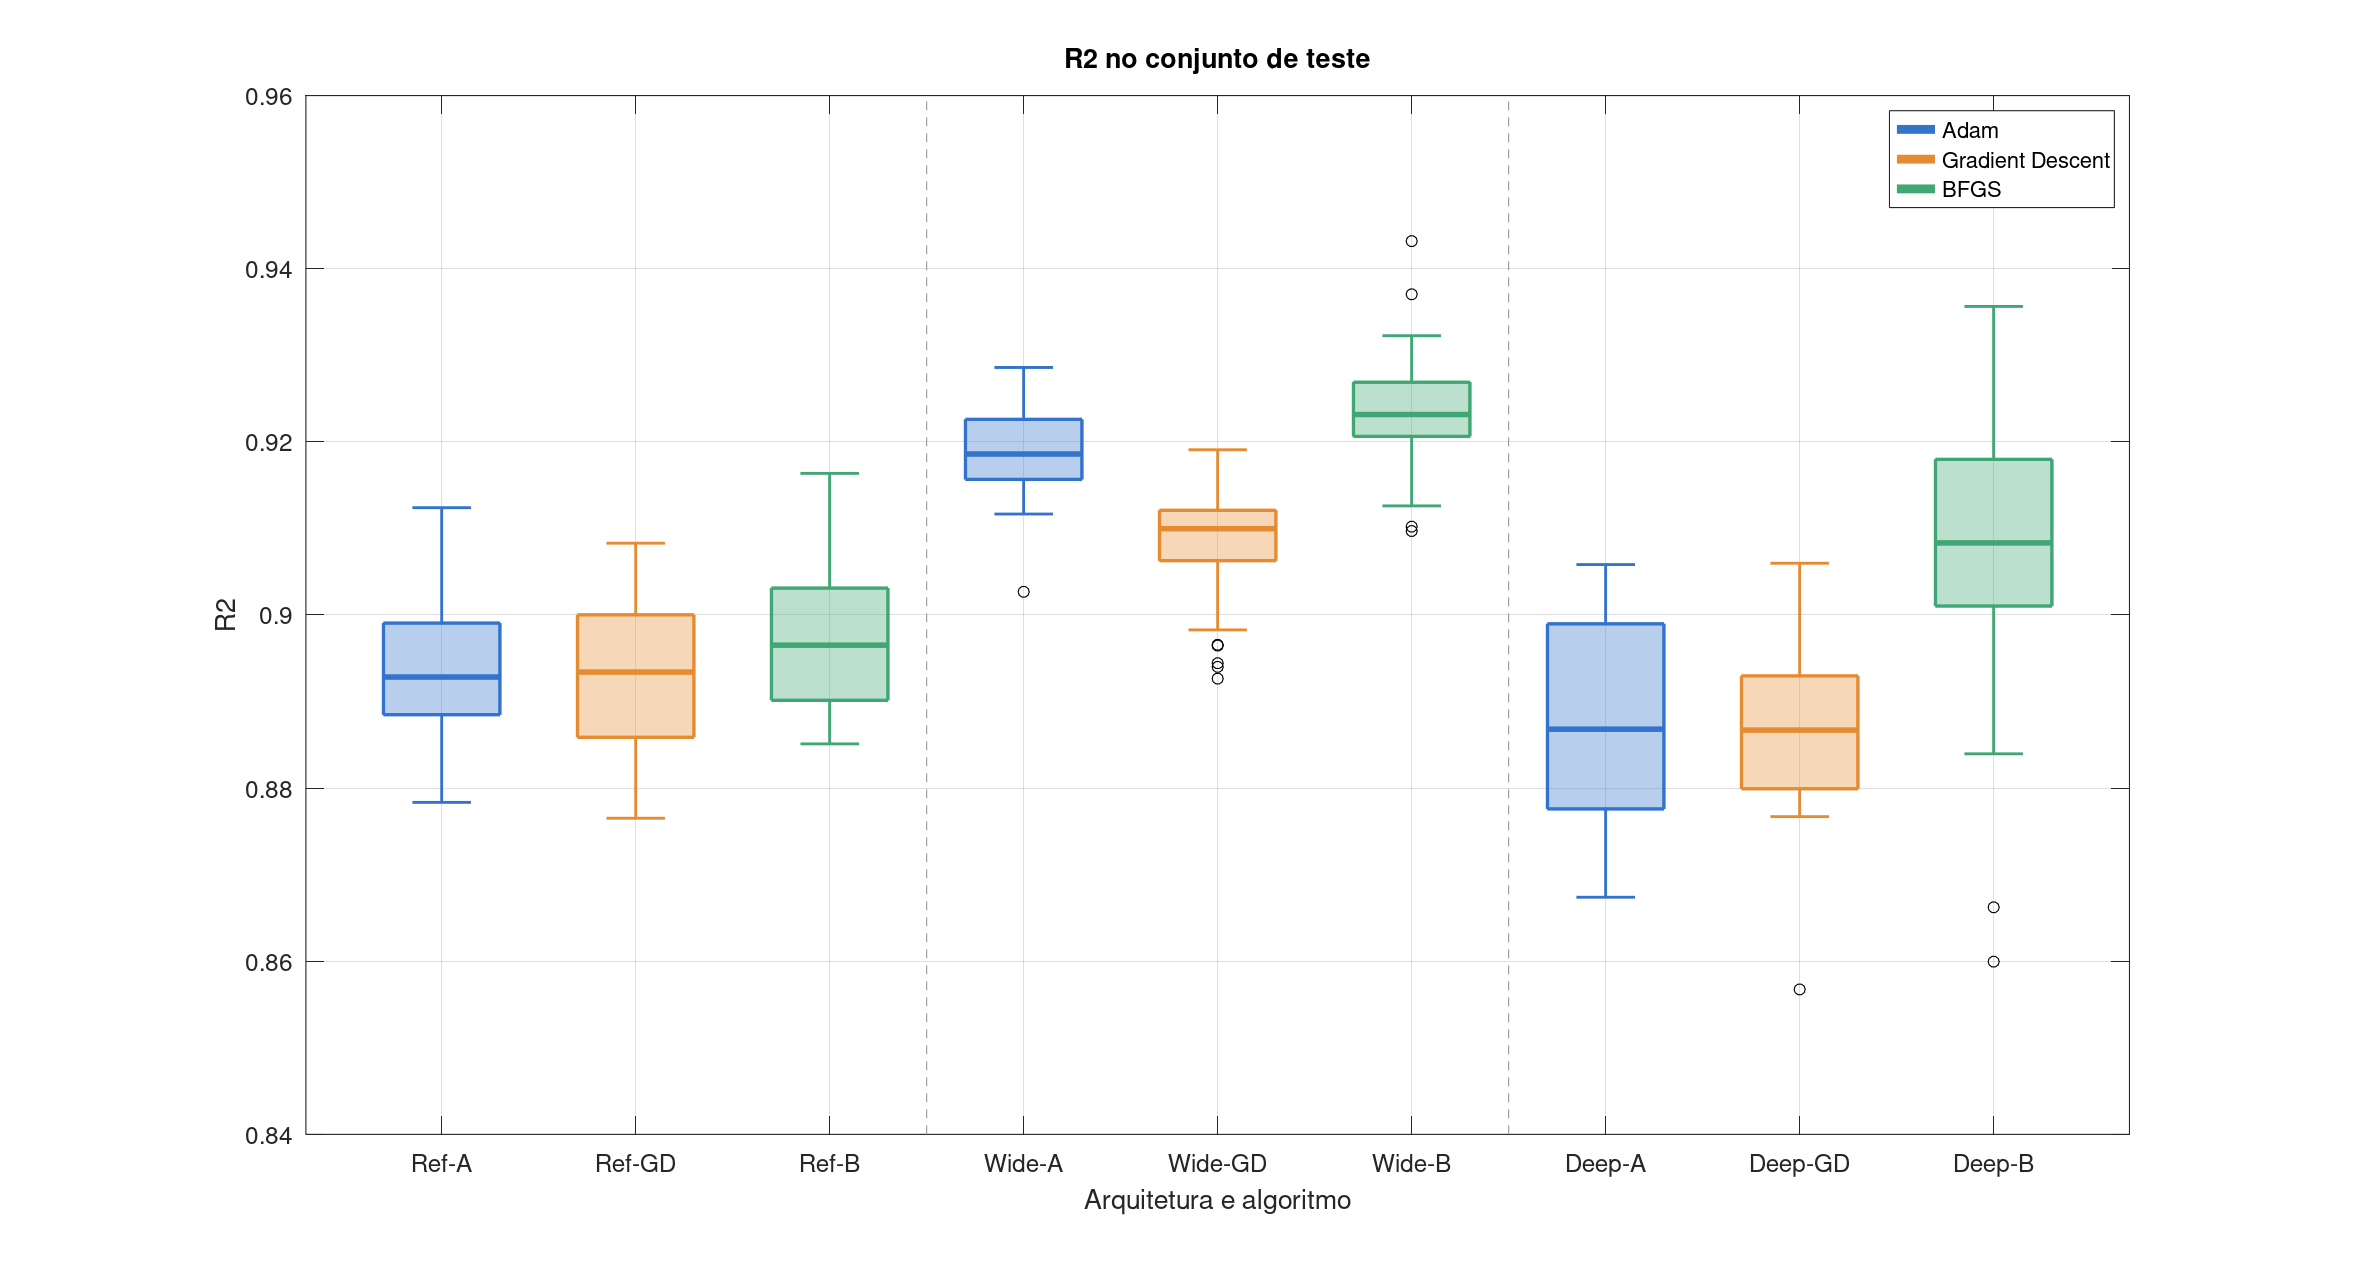 R2 no conjunto de teste
0.96
0.94
0.92
0.9
0.88
0.86
0.84
R2
Adam
Gradient Descent
BFGS
Ref-A
Ref-GD
Ref-B
Wide-A
Wide-GD
Wide-B
Deep-A
Deep-GD
Deep-B
Arquitetura e algoritmo